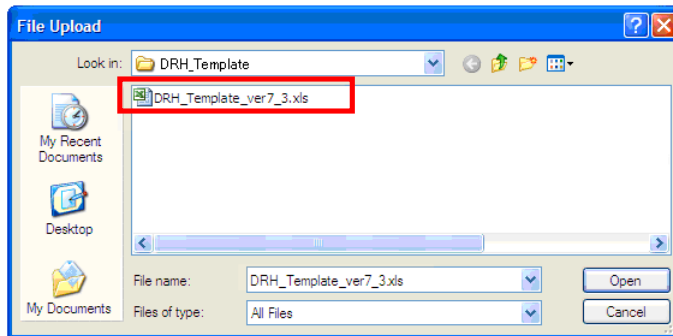 File Upload
Look in: DRH_Template
DRH_Template_ver7_3.xls
My Recent
Documents
Desktop
My Documents
File name: DRH_Template_ver7_3.xls Open
Files of type: All Files Cancel